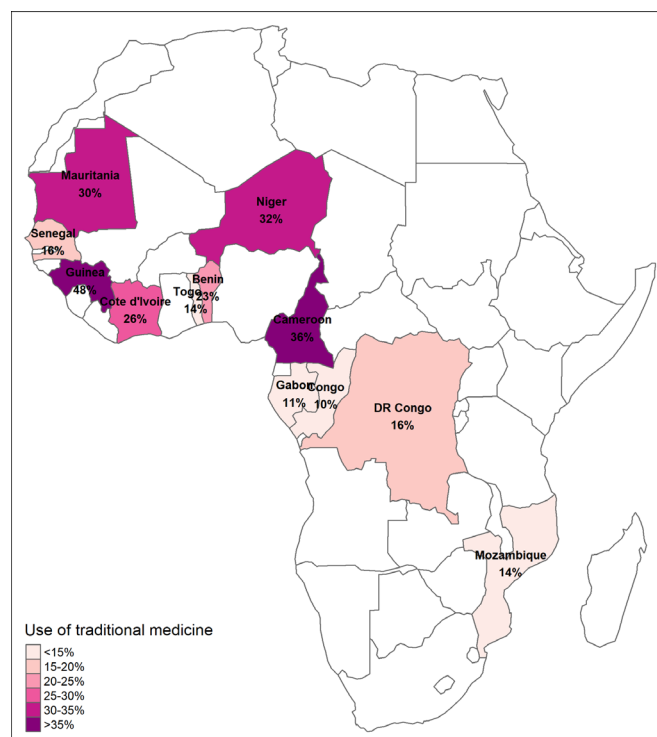 Mauritania
30%
Niger
32%
Senegal
16%
Guinea
48%
Cote d'Ivoire
26%
Togo
14%
Benin
23%
Cameroon
36%
Gabon
11%
Congo
10%
DR Congo
16%
Mozambique
14%
Use of traditional medicine
<15%
15-20%
20-25%
25-30%
30-35%
>35%